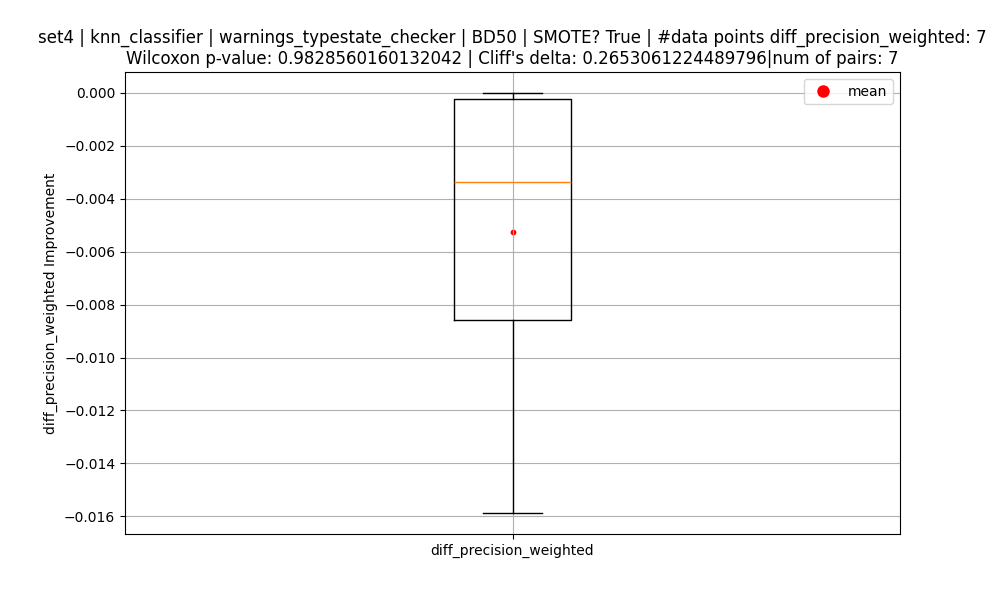 set4 | knn_classifier | warnings_typestate_checker | BD50 | SMOTE? True | #data points diff_precision_weighted: 7
Wilcoxon p-value: 0.9828560160132042 | Cliff's delta: 0.2653061224489796|num of pairs: 7
mean
0.000
−0.002
−0.004
−0.006
−0.008
−0.010
−0.012
−0.014
−0.016
diff_precision_weighted Improvement
diff_precision_weighted